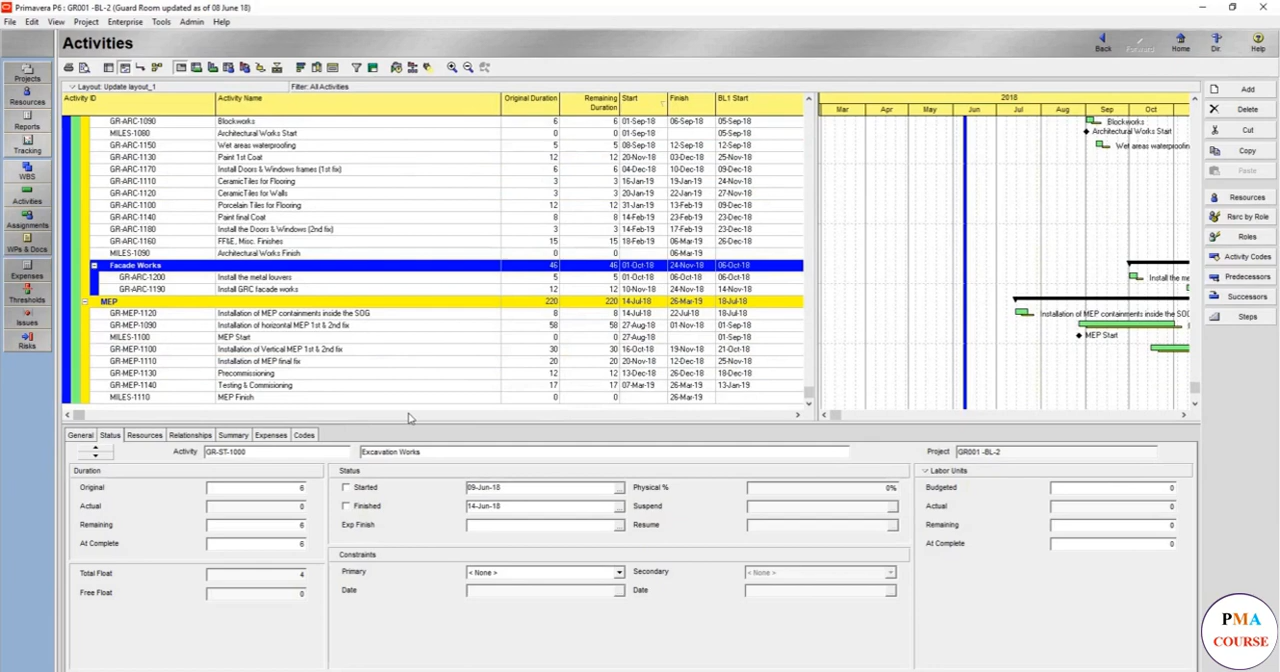 Primavera P6 : GR001 -BL-2 (Guard Room updated as of 08 June 18)
File Edit View Project Enterprise Tools Admin Help
Activities
Back Forward Home Dir. Help
Layout: Update layout_1 Filter: All Activities
Activity ID Activity Name Original Duration Remaining Duration Start Finish BL1 Start
2018
Mar Apr May Jun Jul Aug Sep Oct
GR-ARC-1090 Blockworks 6 6 01-Sep-18 06-Sep-18 05-Sep-18
MILES-1080 Architectural Works Start 0 0 01-Sep-18 05-Sep-18
GR-ARC-1150 Wet areas waterproofing 5 5 08-Sep-18 12-Sep-18 12-Sep-18
GR-ARC-1130 Paint 1st Coat 12 12 20-Nov-18 03-Dec-18 25-Nov-18
GR-ARC-1170 Install Doors & Windows frames (1st fix) 6 6 04-Dec-18 10-Dec-18 09-Dec-18
GR-ARC-1110 CeramicTiles for Flooring 3 3 16-Jan-19 19-Jan-19 24-Nov-18
GR-ARC-1120 CeramicTiles for Walls 3 3 20-Jan-19 22-Jan-19 27-Nov-18
GR-ARC-1100 Porcelain Tiles for Flooring 12 12 31-Jan-19 13-Feb-19 09-Dec-18
GR-ARC-1140 Paint final Coat 8 8 14-Feb-19 23-Feb-19 23-Dec-18
GR-ARC-1180 Install the Doors & Windows (2nd fix) 3 3 14-Feb-19 17-Feb-19 23-Dec-18
GR-ARC-1160 FF&E, Misc. Finishes 15 15 18-Feb-19 06-Mar-19 26-Dec-18
MILES-1090 Architectural Works Finish 0 0 06-Mar-19
Facade Works 46 46 01-Oct-18 24-Nov-18 06-Oct-18
GR-ARC-1200 Install the metal louvers 5 5 01-Oct-18 06-Oct-18 06-Oct-18
GR-ARC-1190 Install GRC facade works 12 12 10-Nov-18 24-Nov-18 14-Nov-18
MEP 220 220 14-Jul-18 26-Mar-19 18-Jul-18
GR-MEP-1120 Installation of MEP containments inside the SOG 8 8 14-Jul-18 22-Jul-18 18-Jul-18
GR-MEP-1090 Installation of horizontal MEP 1st & 2nd fix 58 58 27-Aug-18 01-Nov-18 01-Sep-18
MILES-1100 MEP Start 0 0 27-Aug-18 01-Sep-18
GR-MEP-1100 Installation of Vertical MEP 1st & 2nd fix 30 30 16-Oct-18 19-Nov-18 21-Oct-18
GR-MEP-1110 Installation of MEP final fix 20 20 20-Nov-18 12-Dec-18 25-Nov-18
GR-MEP-1130 Precommissioning 12 12 13-Dec-18 26-Dec-18 18-Dec-18
GR-MEP-1140 Testing & Commisioning 17 17 07-Mar-19 26-Mar-19 13-Jan-19
MILES-1110 MEP Finish 0 0 26-Mar-19
Blockworks
Architectural Works Start
Wet areas waterproofin
Install the me
Installation of MEP containments inside the SOG
MEP Start
Projects
Resources
Reports
Tracking
WBS
Activities
Assignments
WPs & Docs
Expenses
Thresholds
Issues
Risks
Add
Delete
Cut
Copy
Paste
Resources
Rsrc by Role
Roles
Activity Codes
Predecessors
Successors
Steps
General Status Resources Relationships Summary Expenses Codes
Activity GR-ST-1000 Excavation Works Project GR001 -BL-2
Duration
Original 6
Actual 0
Remaining 6
At Complete 6
Total Float 4
Free Float 0
Status
Started 09-Jun-18 Physical % 0%
Finished 14-Jun-18 Suspend
Exp Finish Resume
Constraints
Primary < None > Secondary < None >
Date Date
Labor Units
Budgeted 0
Actual 0
Remaining 0
At Complete 0
PMA
COURSE